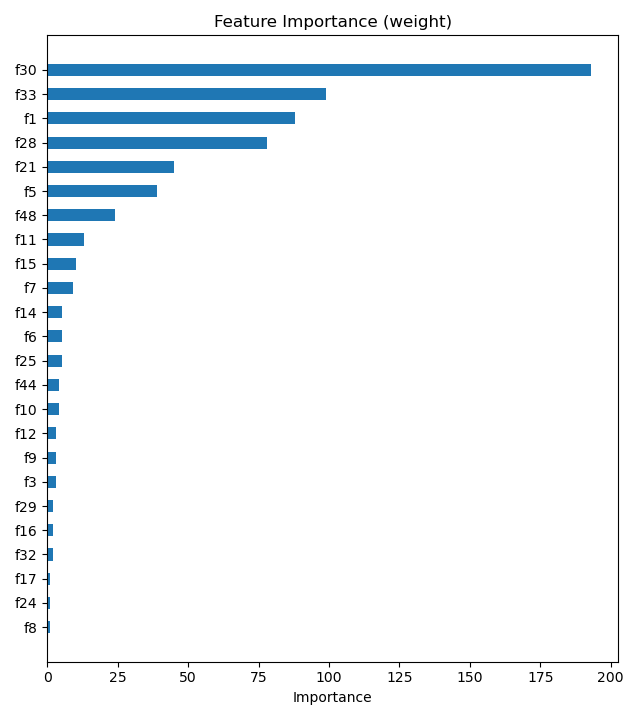 Feature Importance (weight)
f30
f33
f1
f28
f21
f5
f48
f11
f15
f7
f14
f6
f25
f44
f10
f12
f9
f3
f29
f16
f32
f17
f24
f8
0 25 50 75 100 125 150 175 200
Importance